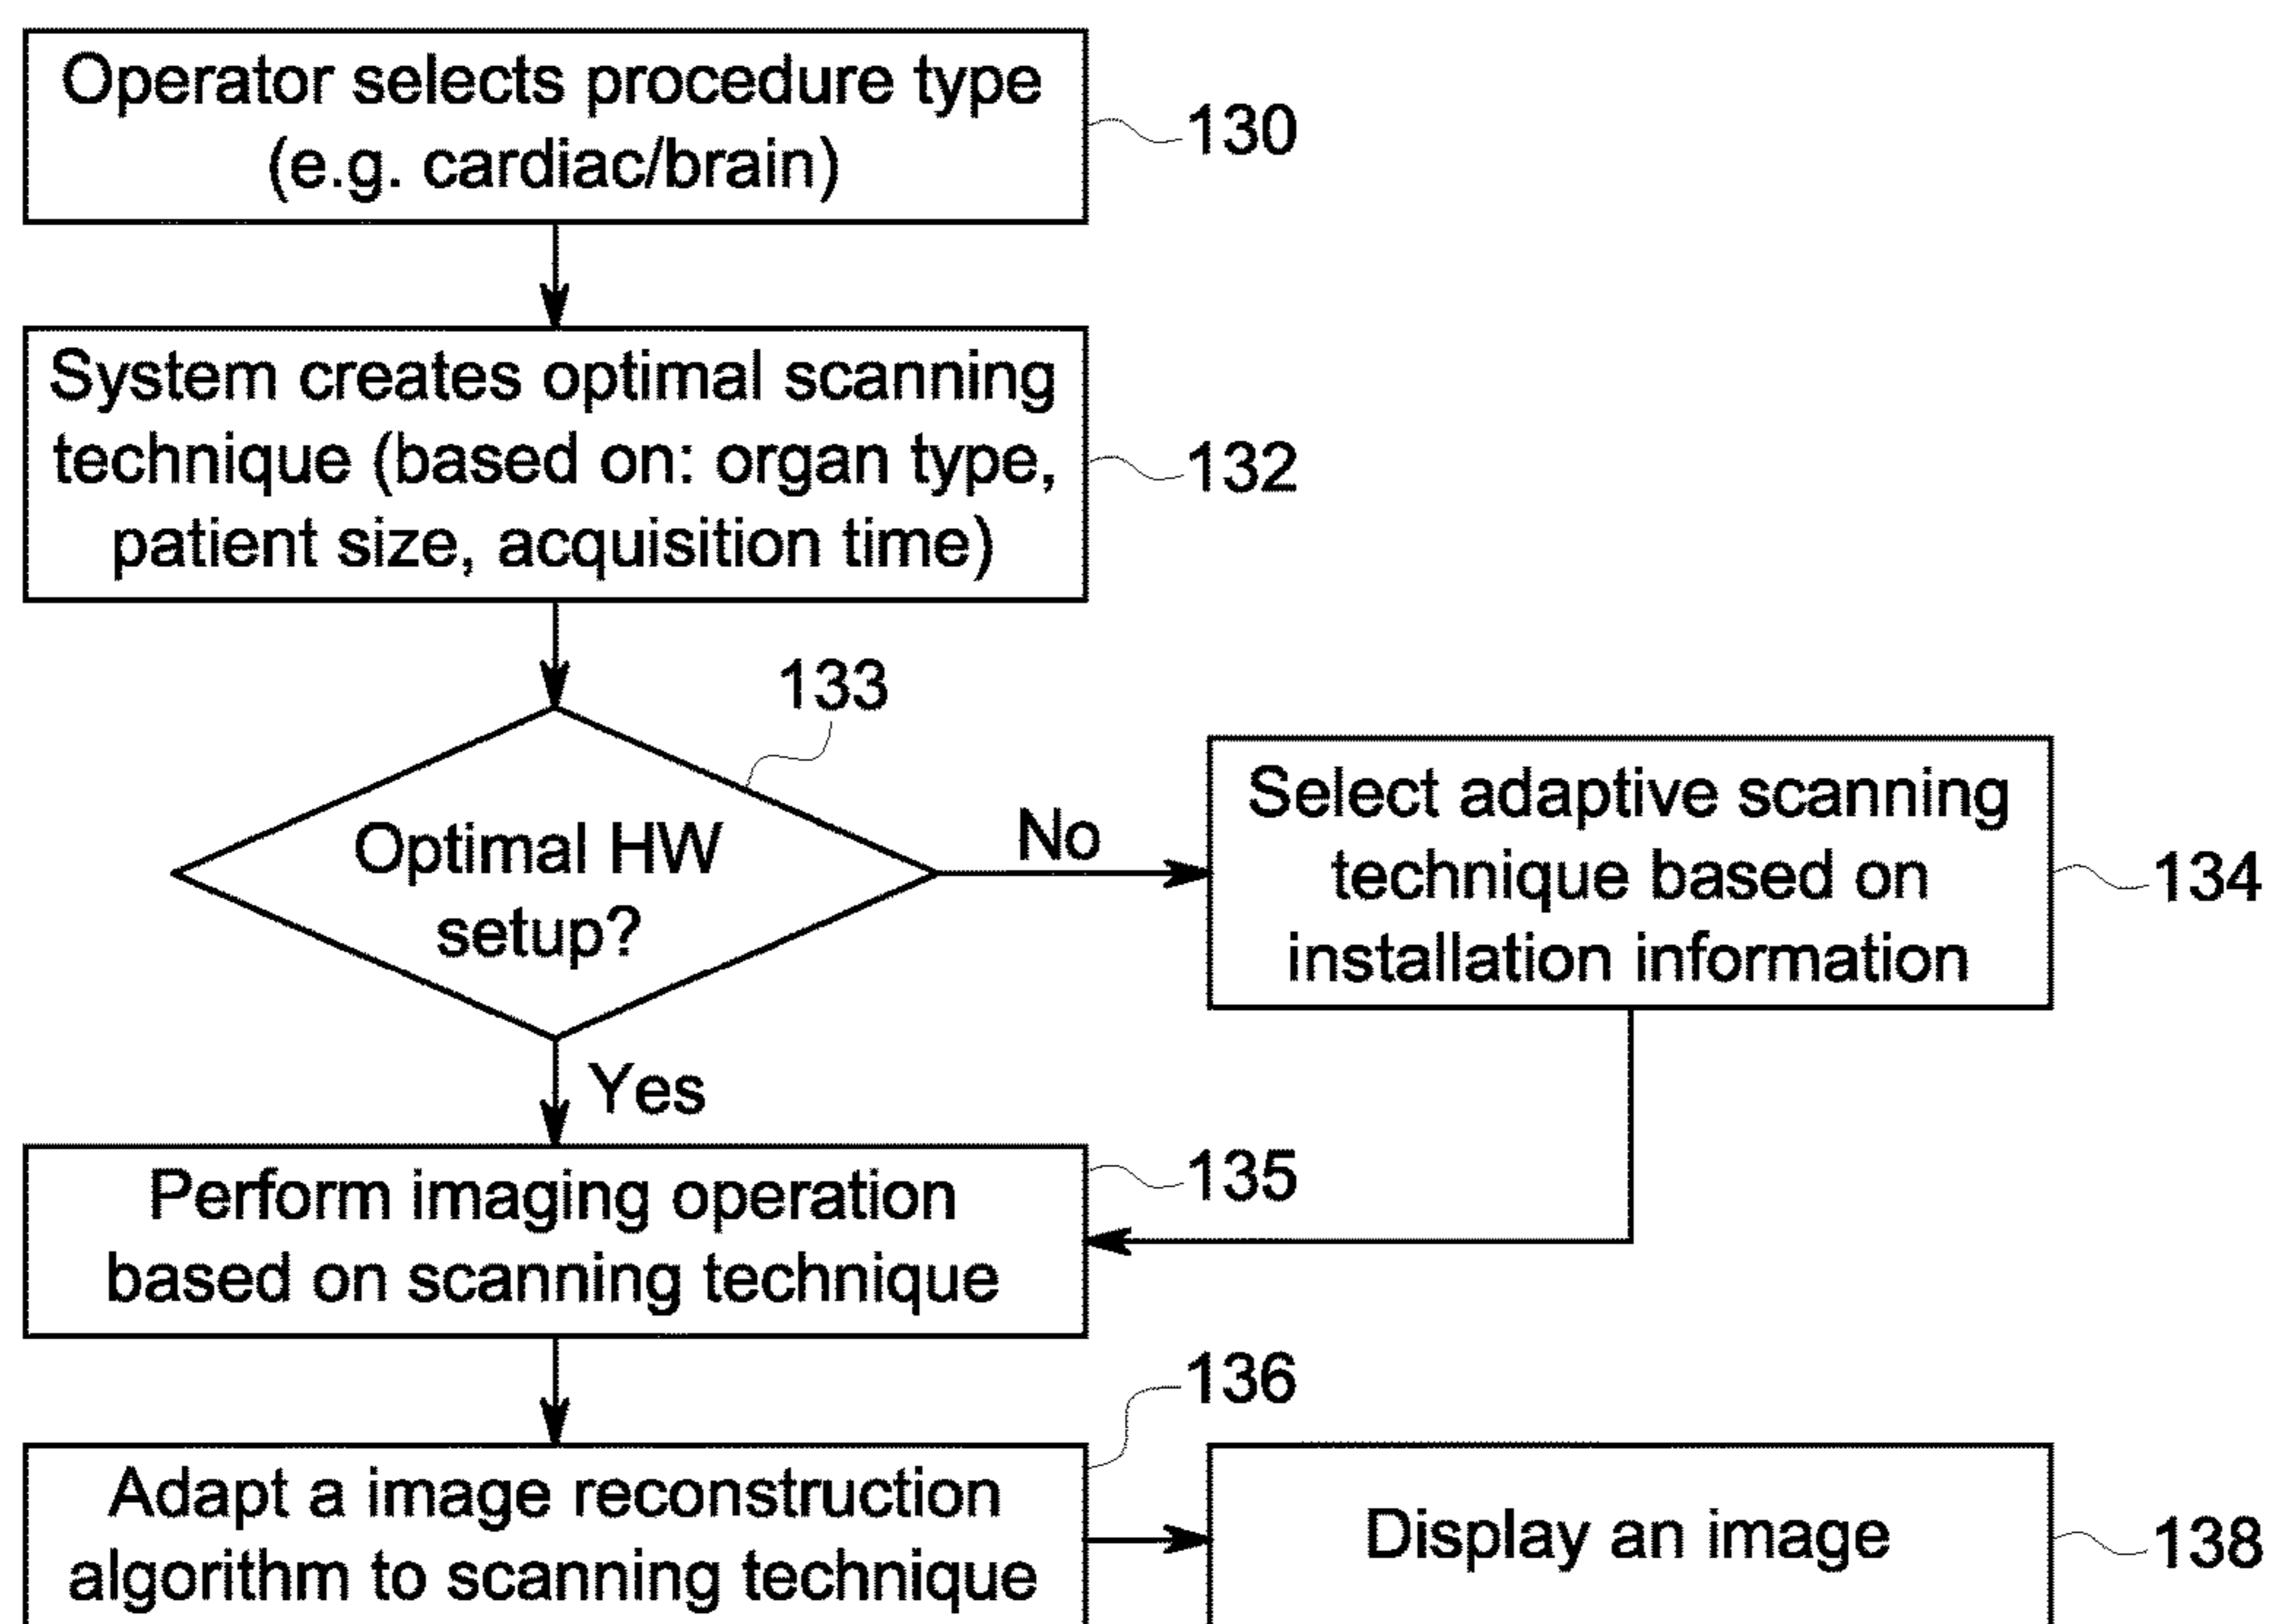 Operator selects procedure type
(e.g. cardiac/brain)
130
System creates optimal scanning
technique (based on: organ type,
patient size, acquisition time)
132
133
Optimal HW
setup?
No
Select adaptive scanning
technique based on
installation information
134
Yes
Perform imaging operation
based on scanning technique
135
136
Adapt a image reconstruction
algorithm to scanning technique
Display an image
138